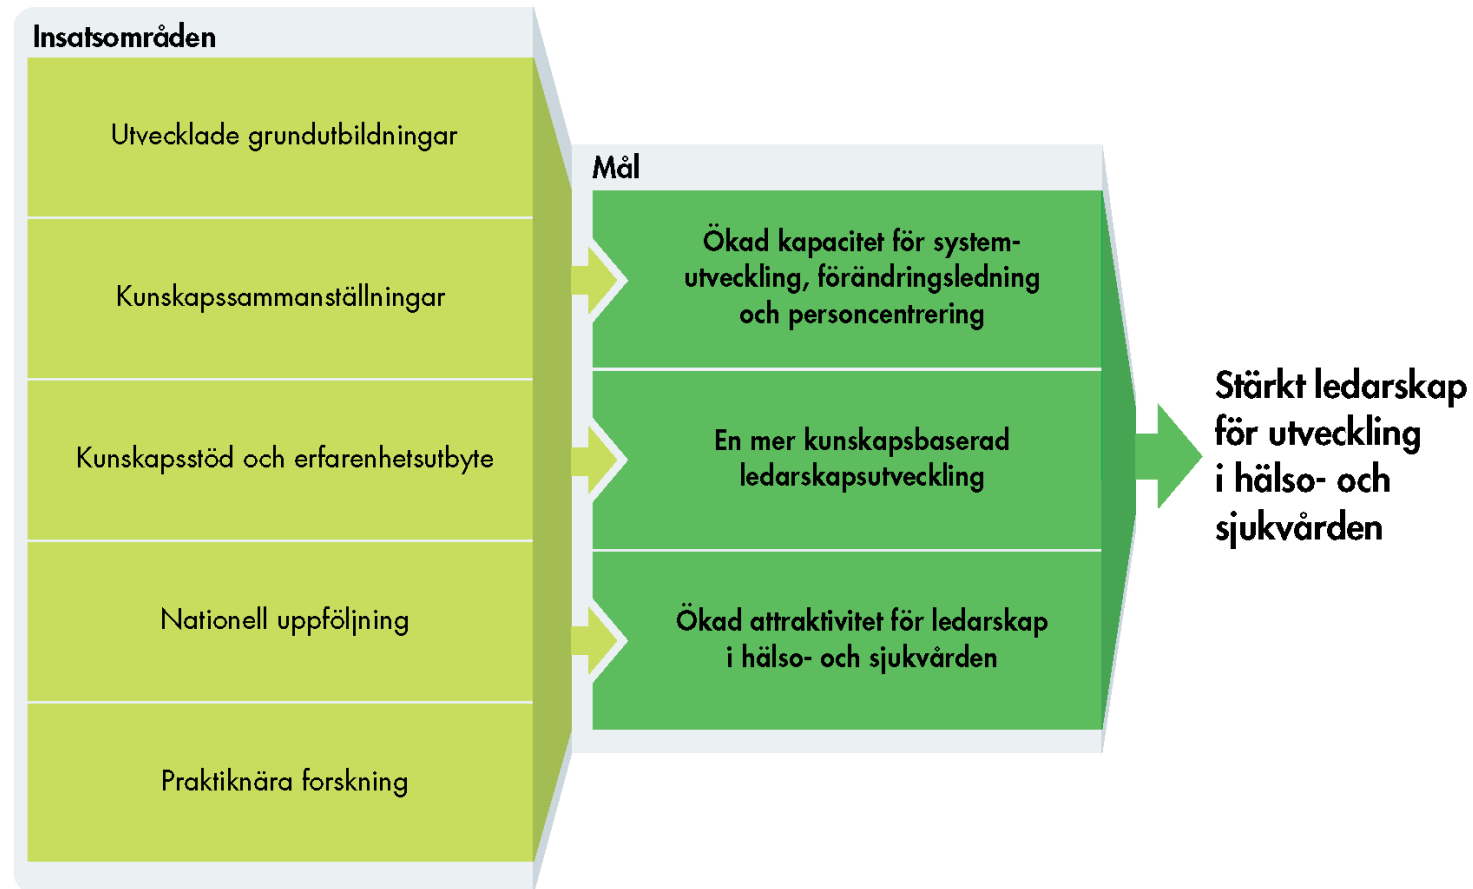 Insatsområden
Utvecklade grundutbildningar
Kunskapssammanställningar
Kunskapsstöd och erfarenhetsutbyte
Nationell uppföljning
Praktiknära forskning
Mål
Ökad kapacitet för system-
utveckling, förändringsledning
och personcentrering
En mer kunskapsbaserad
ledarskapsutveckling
Ökad attraktivitet för ledarskap
i hälso- och sjukvården
Stärkt ledarskap
för utveckling
i hälso- och
sjukvården